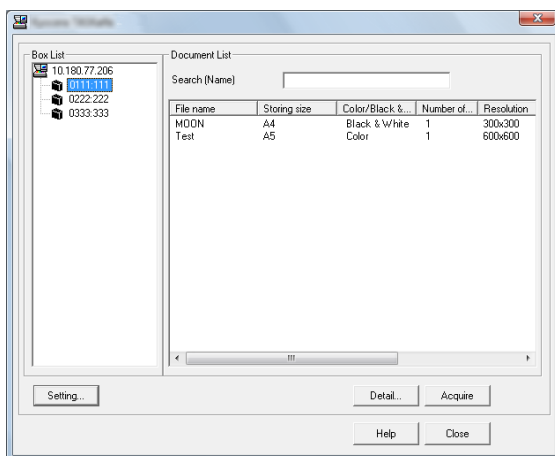 Box List
10.180.77.206
0111:111
0222:222
0333:333
Document List
Search (Name)
File name Storing size Color/Black &... Number of... Resolution
MOON A4 Black & White 1 300x300
Test A5 Color 1 600x600
Setting...
Detail... Acquire
Help Close